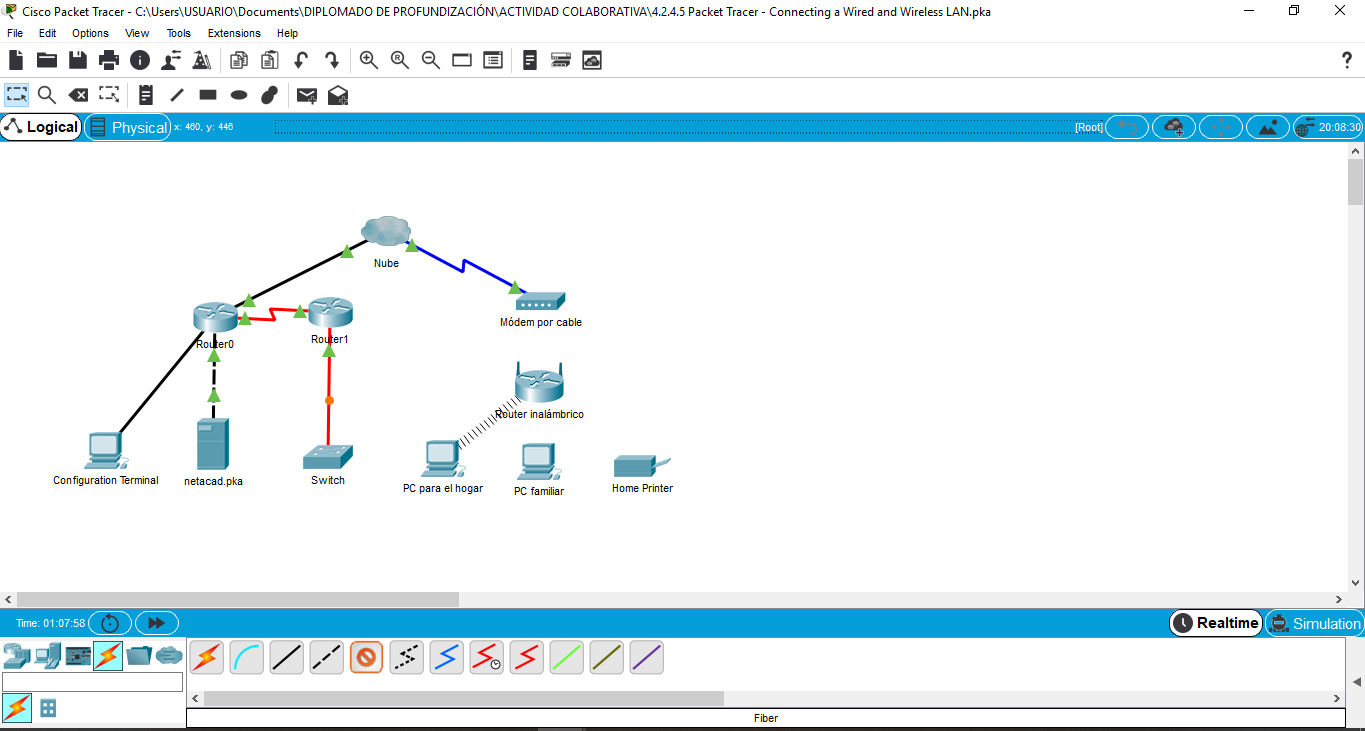 Cisco Packet Tracer - C:\Users\USUARIO\Documents\DIPLOMADO DE PROFUNDIZACIÓN\ACTIVIDAD COLABORATIVA\4.2.4.5 Packet Tracer - Connecting a Wired and Wireless LAN.pka
File Edit Options View Tools Extensions Help
Logical Physical x: 460, y: 446 [Root] 20:08:30
Nube
Módem por cable
Router0
Router1
Router inalámbrico
Configuration Terminal
netacad.pka
Switch
PC para el hogar
PC familiar
Home Printer
Time: 01:07:58 Realtime Simulation
Fiber